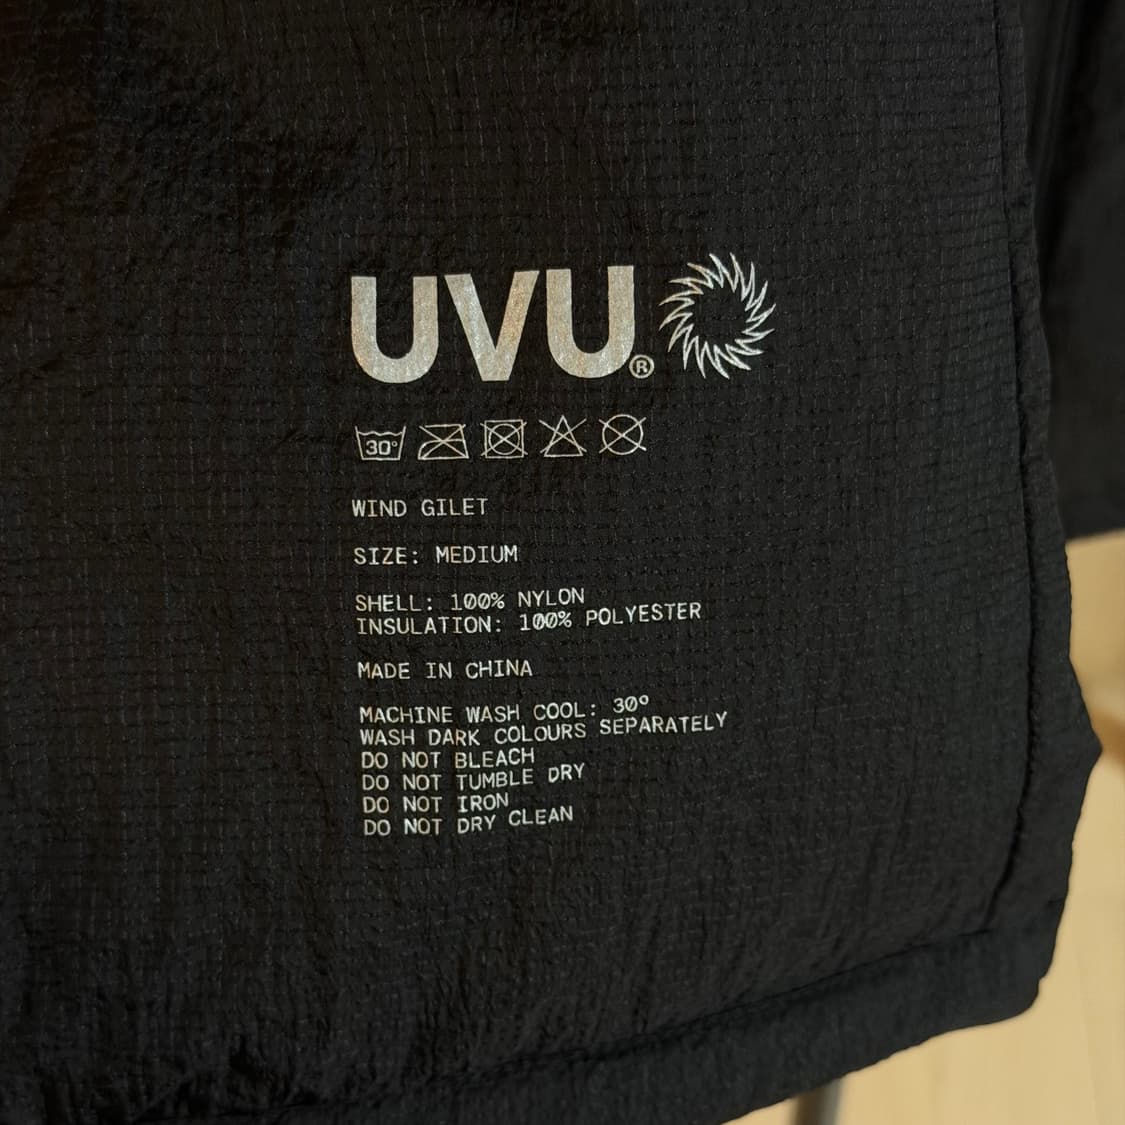 UVU®
30°
WIND GILET
SIZE: MEDIUM
SHELL: 100% NYLON
INSULATION: 100% POLYESTER
MADE IN CHINA
MACHINE WASH COOL: 30°
WASH DARK COLOURS SEPARATELY
DO NOT BLEACH
DO NOT TUMBLE DRY
DO NOT IRON
DO NOT DRY CLEAN